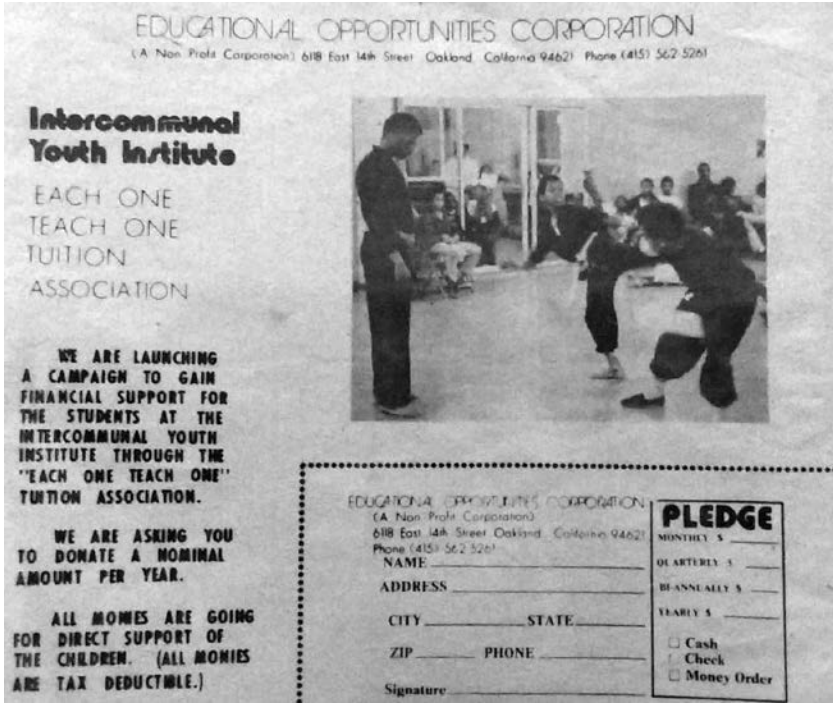 EDUCATIONAL OPPORTUNITIES CORPORATION
(A Non Profit Corporation) 6118 East 14th Street Oakland California 94621 Phone (415) 562-5261
Intercommunal
Youth Institute
EACH ONE
TEACH ONE
TUITION
ASSOCIATION
WE ARE LAUNCHING
A CAMPAIGN TO GAIN
FINANCIAL SUPPORT FOR
THE STUDENTS AT THE
INTERCOMMUNAL YOUTH
INSTITUTE THROUGH THE
"EACH ONE TEACH ONE"
TUITION ASSOCIATION.
WE ARE ASKING YOU
TO DONATE A NOMINAL
AMOUNT PER YEAR.
ALL MONIES ARE GOING
FOR DIRECT SUPPORT OF
THE CHILDREN. (ALL MONIES
ARE TAX DEDUCTIBLE.)
EDUCATIONAL OPPORTUNITIES CORPORATION
(A Non Profit Corporation)
6118 East 14th Street Oakland California 94621
Phone (415) 562-5261
NAME
ADDRESS
CITY STATE
ZIP PHONE
Signature
PLEDGE
MONTHLY $
QUARTERLY $
BI-ANNUALLY $
YEARLY $
Cash
Check
Money Order